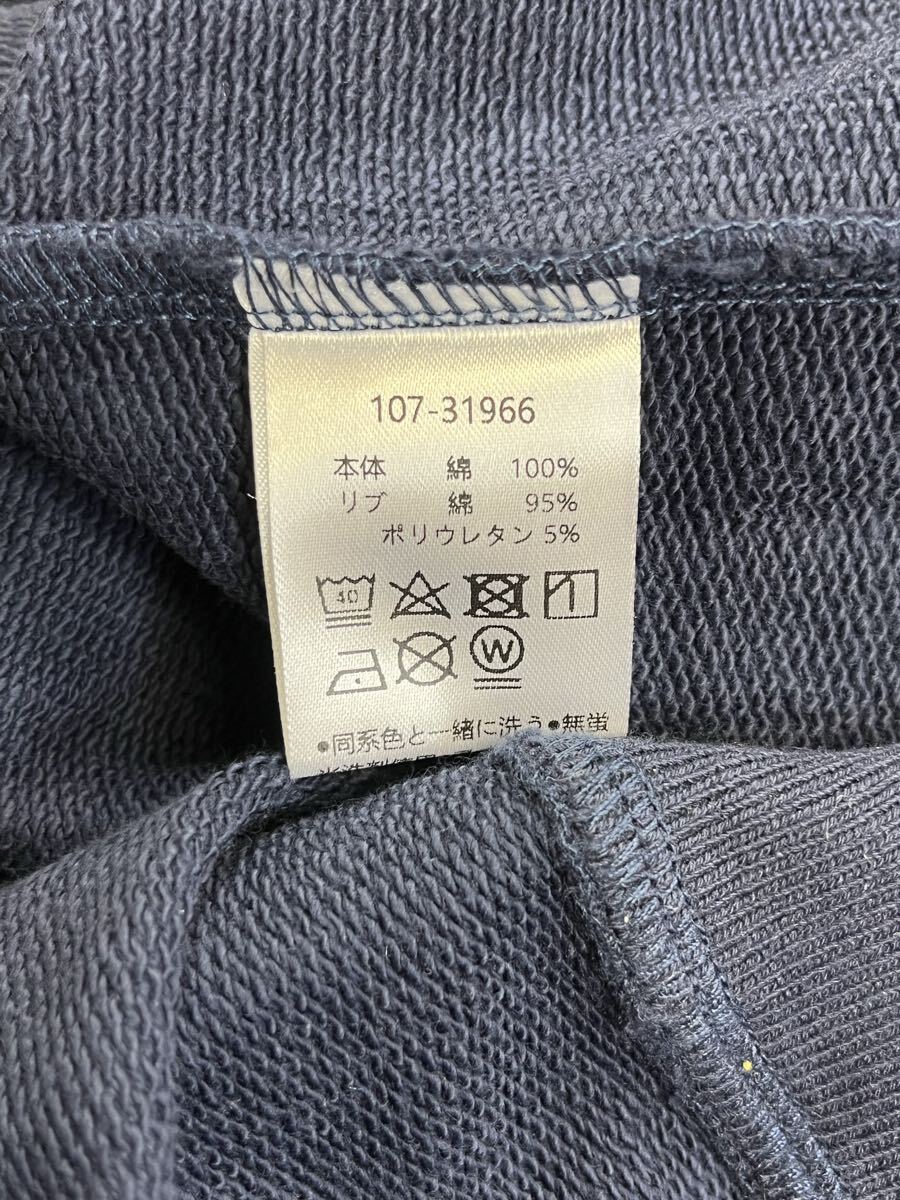 107-31966
本体 綿 100%
リブ 綿 95%
ポリウレタン 5%
40
W
●同系色と一緒に洗う●無蛍